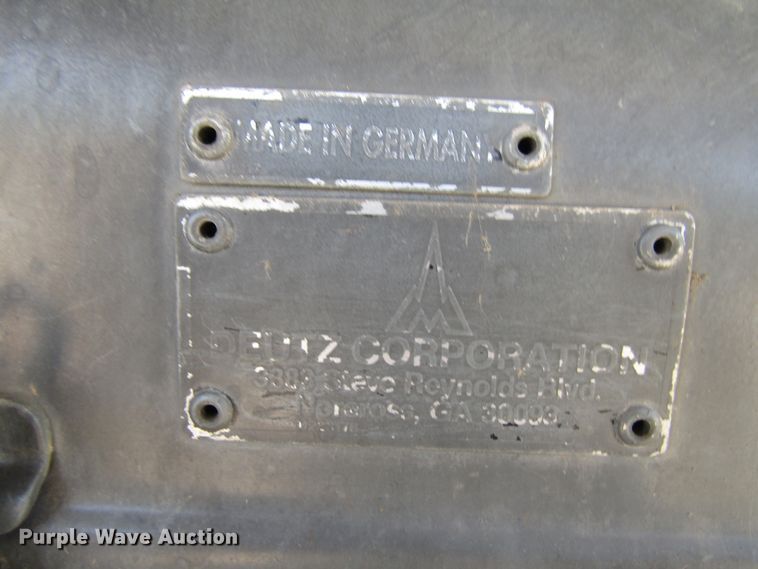 MADE IN GERMANY
DEUTZ CORPORATION
3883 Steve Reynolds Blvd.
Norcross, GA 30093
Purple Wave Auction